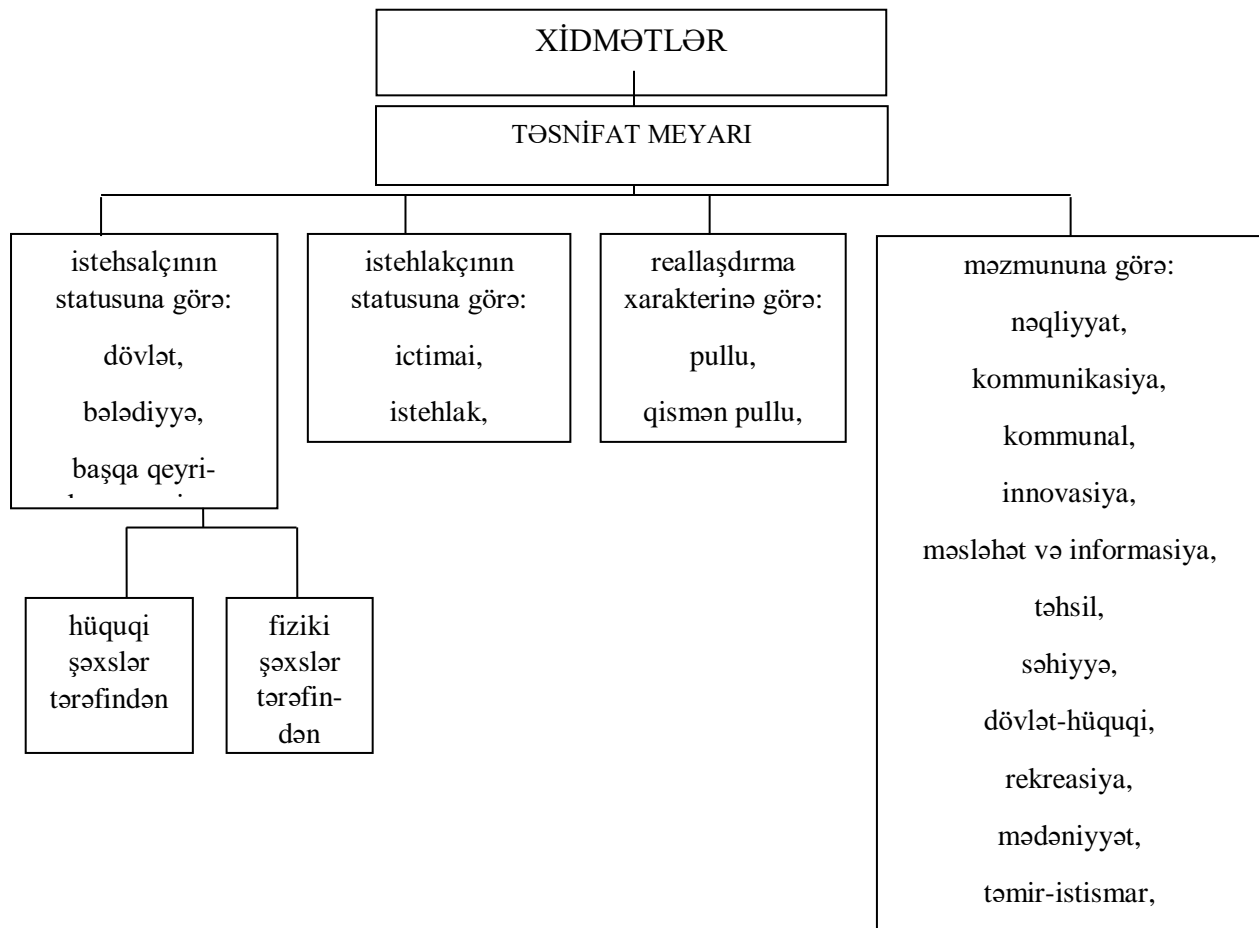 XİDMƏTLƏR
TƏSNİFAT MEYARI
istehsalçının
statusuna görə:
dövlət,
bələdiyyə,
başqa qeyri-
istehlakçının
statusuna görə:
ictimai,
istehlak,
reallaşdırma
xarakterinə görə:
pullu,
qismən pullu,
məzmununa görə:
nəqliyyat,
kommunikasiya,
kommunal,
innovasiya,
məsləhət və informasiya,
təhsil,
səhiyyə,
dövlət-hüquqi,
rekreasiya,
mədəniyyət,
təmir-istismar,
hüquqi
şəxslər
tərəfindən
fiziki
şəxslər
tərəfin-
dən